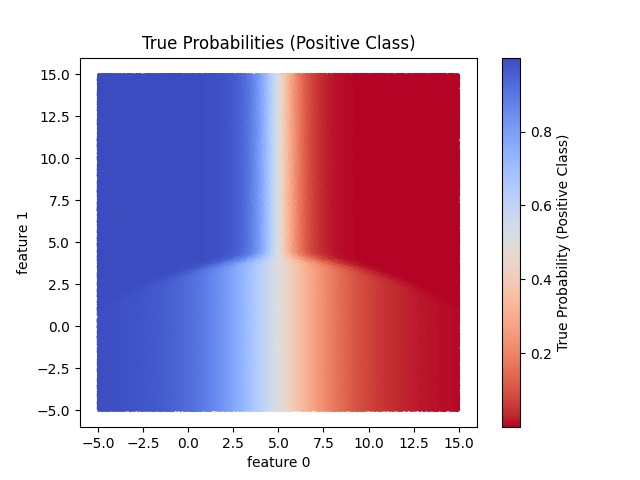 True Probabilities (Positive Class)
15.0
12.5
10.0
7.5
5.0
2.5
0.0
−2.5
−5.0
feature 1
−5.0 −2.5 0.0 2.5 5.0 7.5 10.0 12.5 15.0
feature 0
0.8
0.6
0.4
0.2
True Probability (Positive Class)